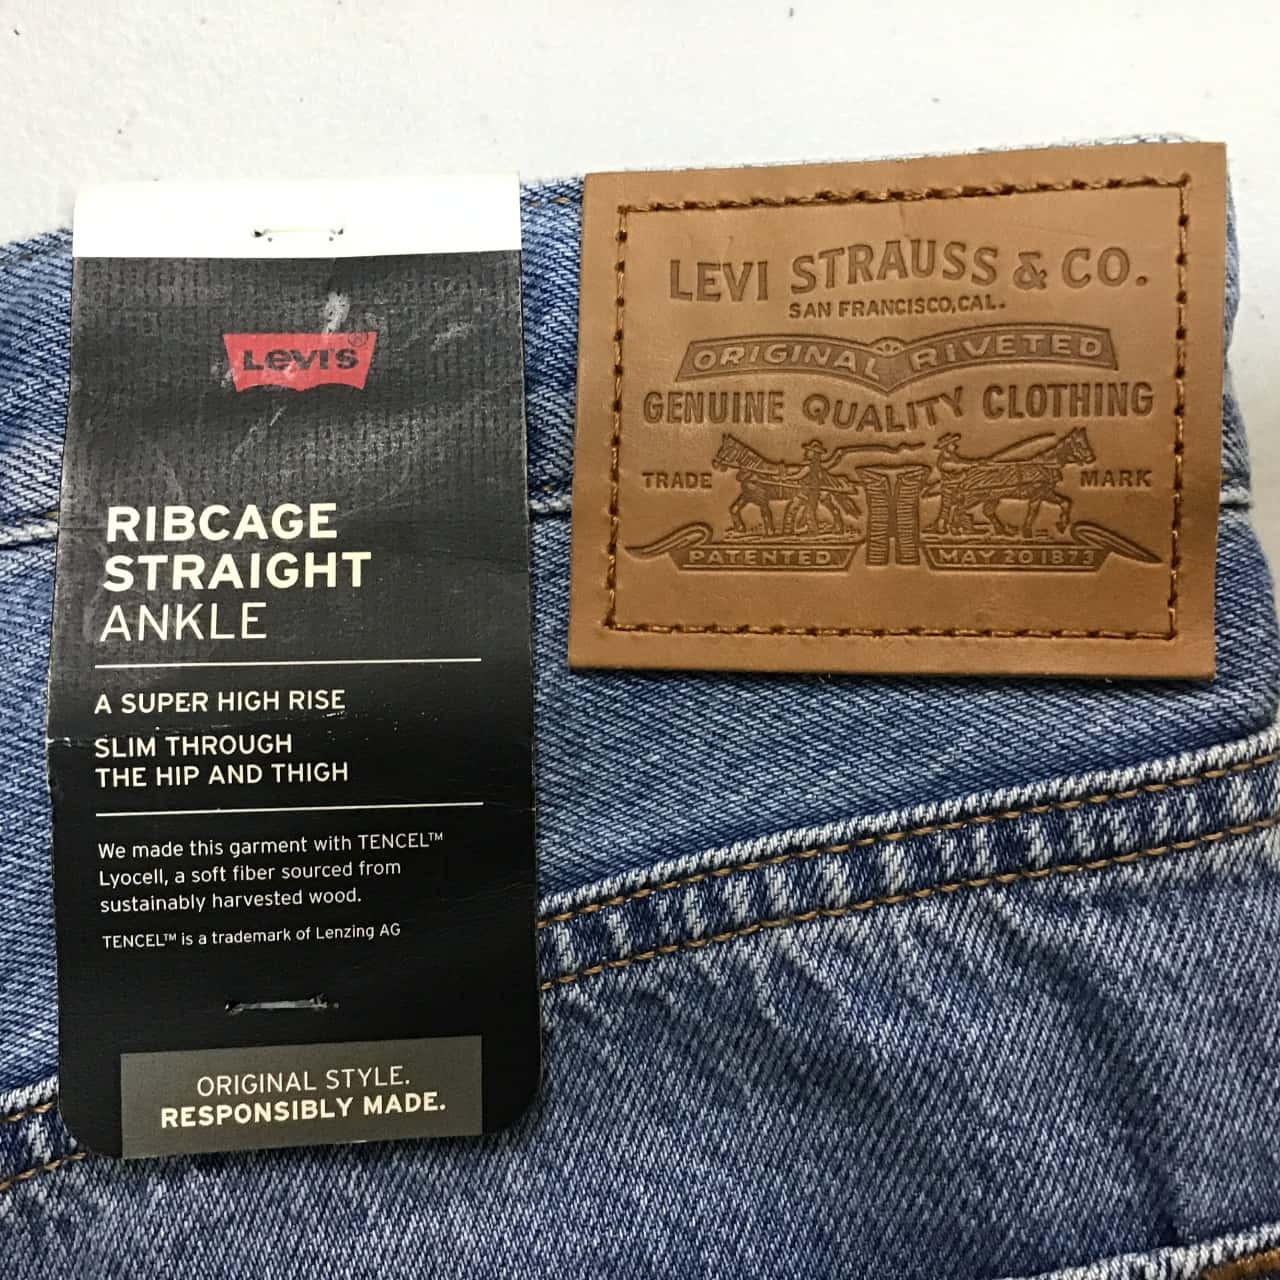 LEVI'S®
RIBCAGE
STRAIGHT
ANKLE
A SUPER HIGH RISE
SLIM THROUGH
THE HIP AND THIGH
We made this garment with TENCEL™
Lyocell, a soft fiber sourced from
sustainably harvested wood.
TENCEL™ is a trademark of Lenzing AG
ORIGINAL STYLE.
RESPONSIBLY MADE.
LEVI STRAUSS & CO.
SAN FRANCISCO, CAL.
ORIGINAL RIVETED
GENUINE QUALITY CLOTHING
TRADE MARK
PATENTED MAY 20 1873